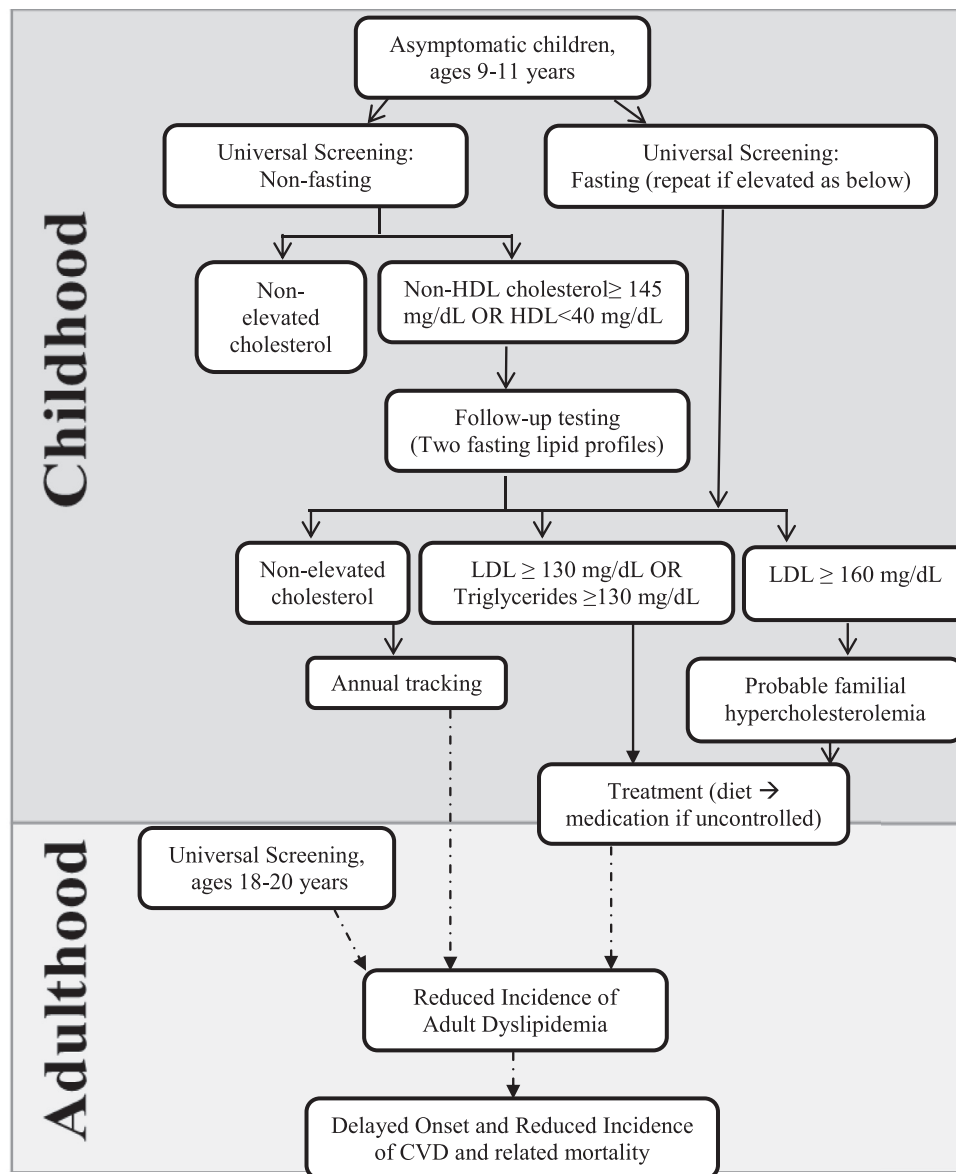 Childhood
Asymptomatic children,
ages 9-11 years
Universal Screening:
Non-fasting
Universal Screening:
Fasting (repeat if elevated as below)
Non-
elevated
cholesterol
Non-HDL cholesterol≥ 145
mg/dL OR HDL<40 mg/dL
Follow-up testing
(Two fasting lipid profiles)
Non-elevated
cholesterol
LDL ≥ 130 mg/dL OR
Triglycerides ≥130 mg/dL
LDL ≥ 160 mg/dL
Annual tracking
Probable familial
hypercholesterolemia
Treatment (diet →
medication if uncontrolled)
Adulthood
Universal Screening,
ages 18-20 years
Reduced Incidence of
Adult Dyslipidemia
Delayed Onset and Reduced Incidence
of CVD and related mortality